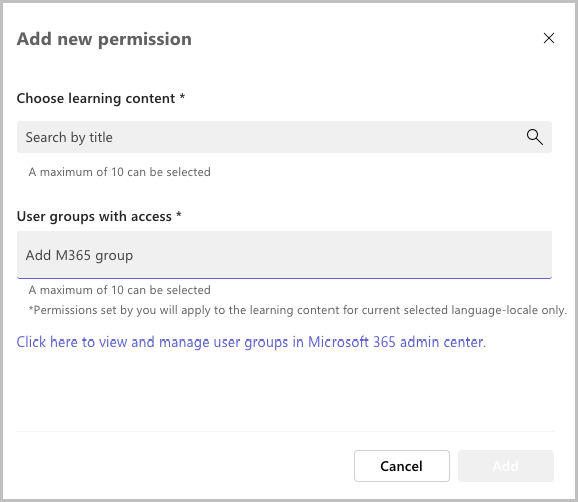 Add new permission
Choose learning content *
Search by title
A maximum of 10 can be selected
User groups with access *
Add M365 group
A maximum of 10 can be selected
*Permissions set by you will apply to the learning content for current selected language-locale only.
Click here to view and manage user groups in Microsoft 365 admin center.
Cancel
Add